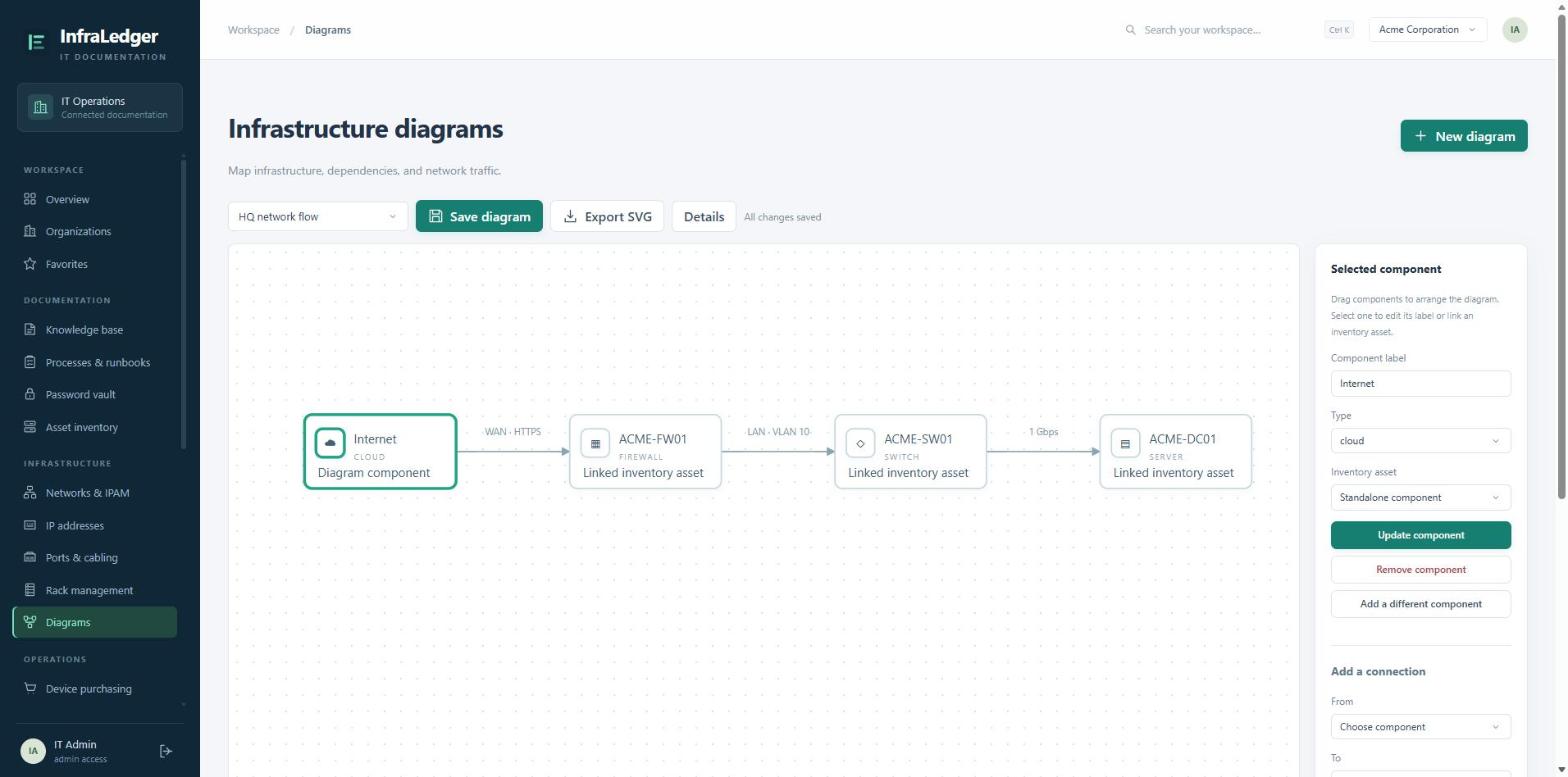 InfraLedger
IT DOCUMENTATION
IT Operations
Connected documentation
WORKSPACE
Overview
Organizations
Favorites
DOCUMENTATION
Knowledge base
Processes & runbooks
Password vault
Asset inventory
INFRASTRUCTURE
Networks & IPAM
IP addresses
Ports & cabling
Rack management
Diagrams
OPERATIONS
Device purchasing
IA
IT Admin
admin access
Workspace / Diagrams
Search your workspace...
Ctrl K
Acme Corporation
IA
Infrastructure diagrams
New diagram
Map infrastructure, dependencies, and network traffic.
HQ network flow
Save diagram
Export SVG
Details
All changes saved
Internet
CLOUD
Diagram component
WAN · HTTPS
ACME-FW01
FIREWALL
Linked inventory asset
LAN · VLAN 10
ACME-SW01
SWITCH
Linked inventory asset
1 Gbps
ACME-DC01
SERVER
Linked inventory asset
Selected component
Drag components to arrange the diagram.
Select one to edit its label or link an
inventory asset.
Component label
Internet
Type
cloud
Inventory asset
Standalone component
Update component
Remove component
Add a different component
Add a connection
From
Choose component
To